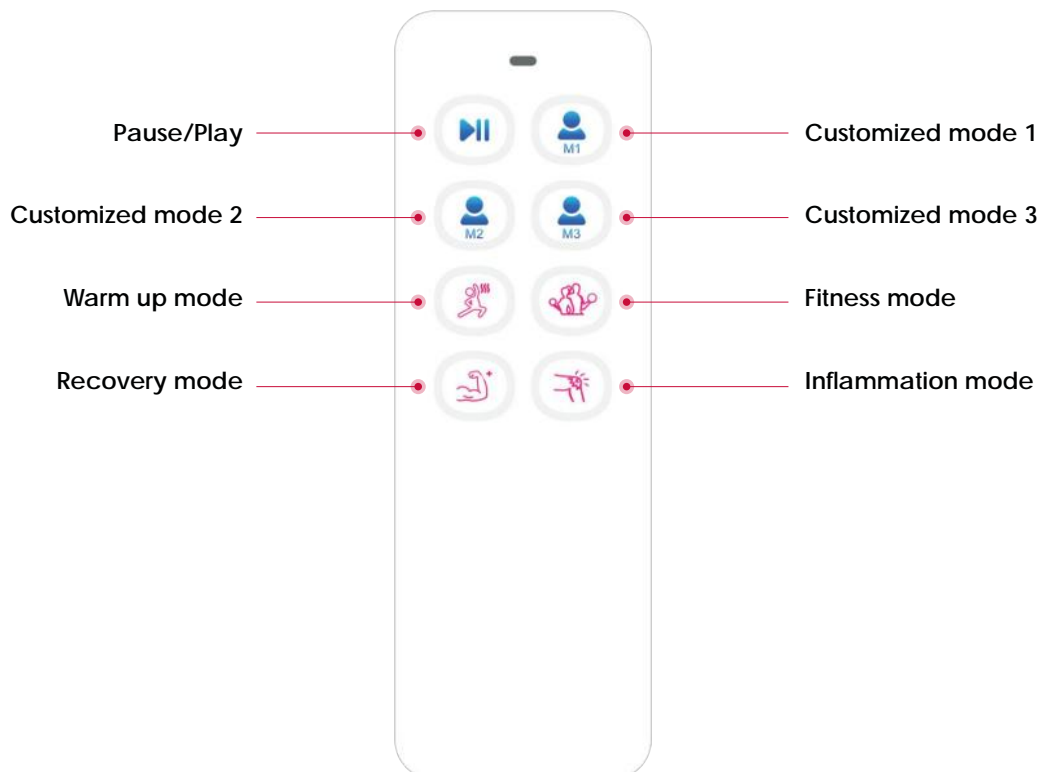 Pause/Play
M1
Customized mode 1
Customized mode 2
M2
M3
Customized mode 3
Warm up mode
Fitness mode
Recovery mode
Inflammation mode